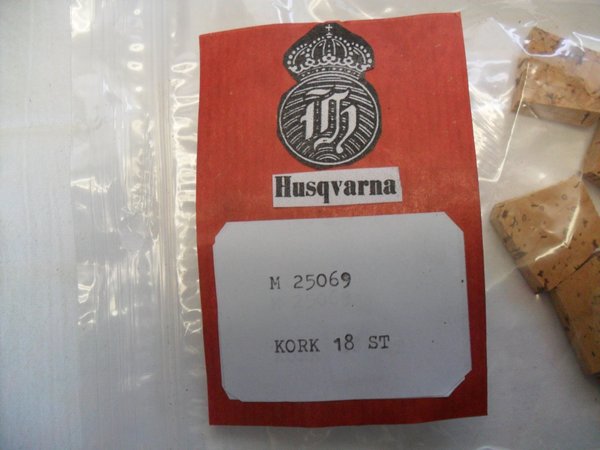 H
Husqvarna
M 25069
KORK 18 ST